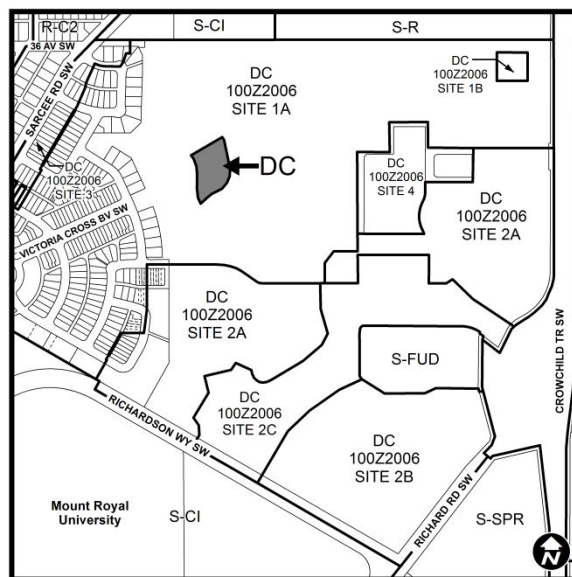 R-C2
S-CI
S-R
36 AV SW
SARCEE RD SW
DC
100Z2006
SITE 1A
DC
100Z2006
SITE 1B
DC
DC
100Z2006
SITE 3
DC
100Z2006
SITE 4
DC
100Z2006
SITE 2A
VICTORIA CROSS BV SW
DC
100Z2006
SITE 2A
S-FUD
CROWCHILD TR SW
DC
100Z2006
SITE 2C
RICHARDSON WY SW
DC
100Z2006
SITE 2B
RICHARD RD SW
Mount Royal
University
S-CI
S-SPR
N